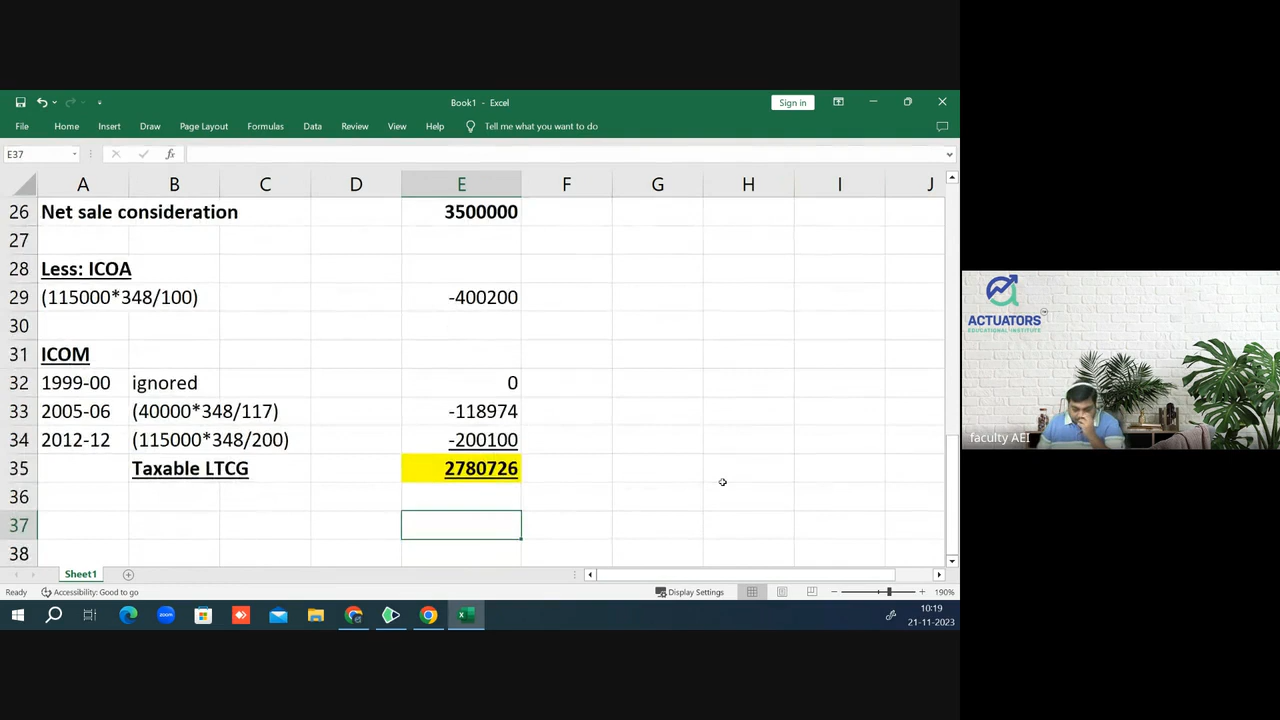 Book1 - Excel
Sign in
File Home Insert Draw Page Layout Formulas Data Review View Help Tell me what you want to do
E37 fx
A B C D E F G H I J
26 Net sale consideration 3500000
27
28 Less: ICOA
29 (115000*348/100) -400200
30
31 ICOM
32 1999-00 ignored 0
33 2005-06 (40000*348/117) -118974
34 2012-12 (115000*348/200) -200100
35 Taxable LTCG 2780726
36
37
38
Sheet1
Ready Accessibility: Good to go Display Settings 190%
10:19
21-11-2023
zoom
ACTUATORS
EDUCATIONAL INSTITUTE
faculty AEI